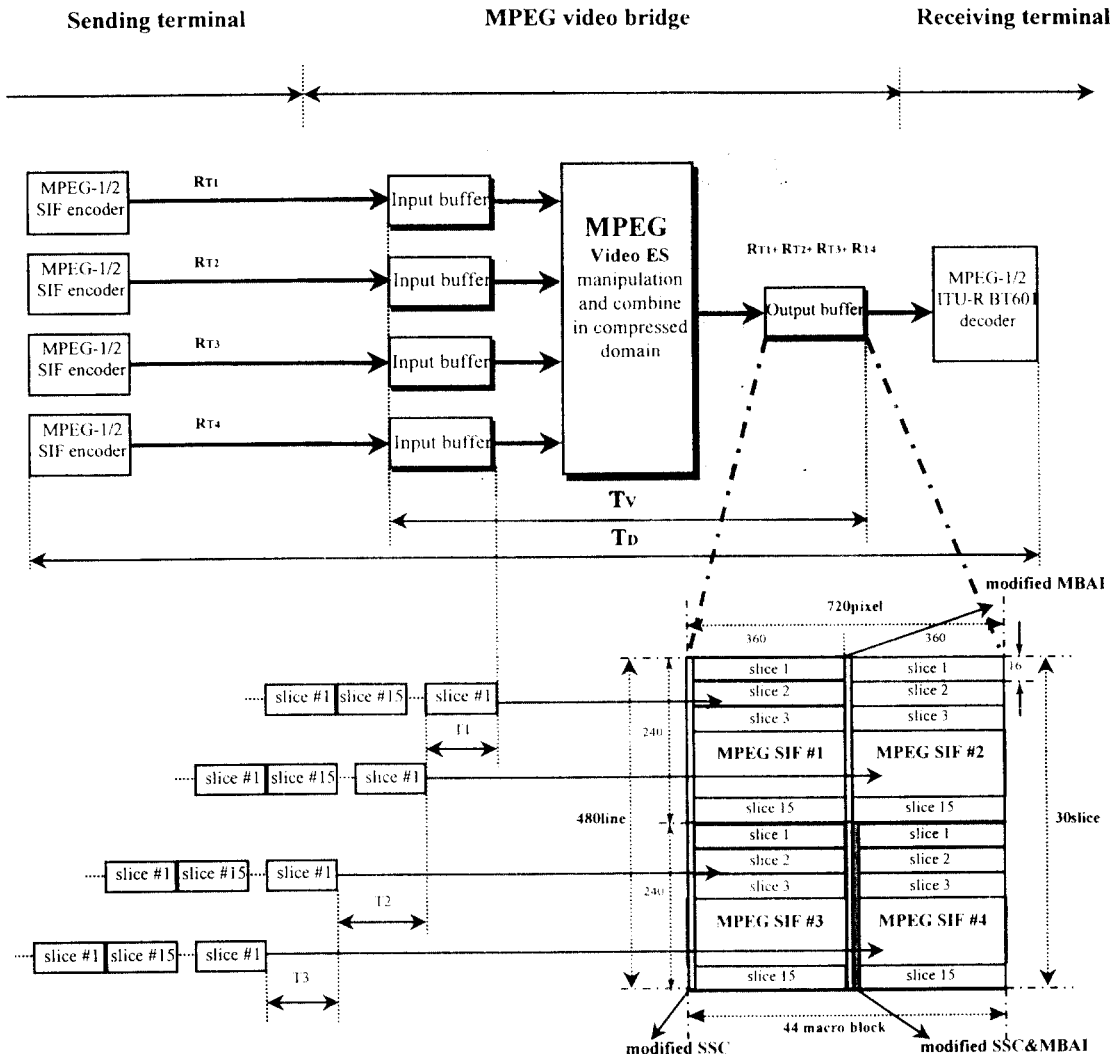 Sending terminal MPEG video bridge Receiving terminal
MPEG-1/2
SIF encoder
RT1
Input buffer
MPEG-1/2
SIF encoder
RT2
Input buffer
MPEG-1/2
SIF encoder
RT3
Input buffer
MPEG-1/2
SIF encoder
RT4
Input buffer
MPEG
Video ES
manipulation
and combine
in compressed
domain
RT1+ RT2+ RT3+ RT4
Output buffer
MPEG-1/2
ITU-R BT601
decoder
TV
TD
modified MBAI
720pixel
360 360
16
slice #1 slice #15 slice #1
T1
slice #1 slice #15 slice #1
T2
slice #1 slice #15 slice #1
T3
slice #1 slice #15 slice #1
480line
240
240
slice 1 slice 1
slice 2 slice 2
slice 3 slice 3
MPEG SIF #1 MPEG SIF #2
slice 15 slice 15
slice 1 slice 1
slice 2 slice 2
slice 3 slice 3
MPEG SIF #3 MPEG SIF #4
slice 15 slice 15
30slice
44 macro block
modified SSC modified SSC&MBAI